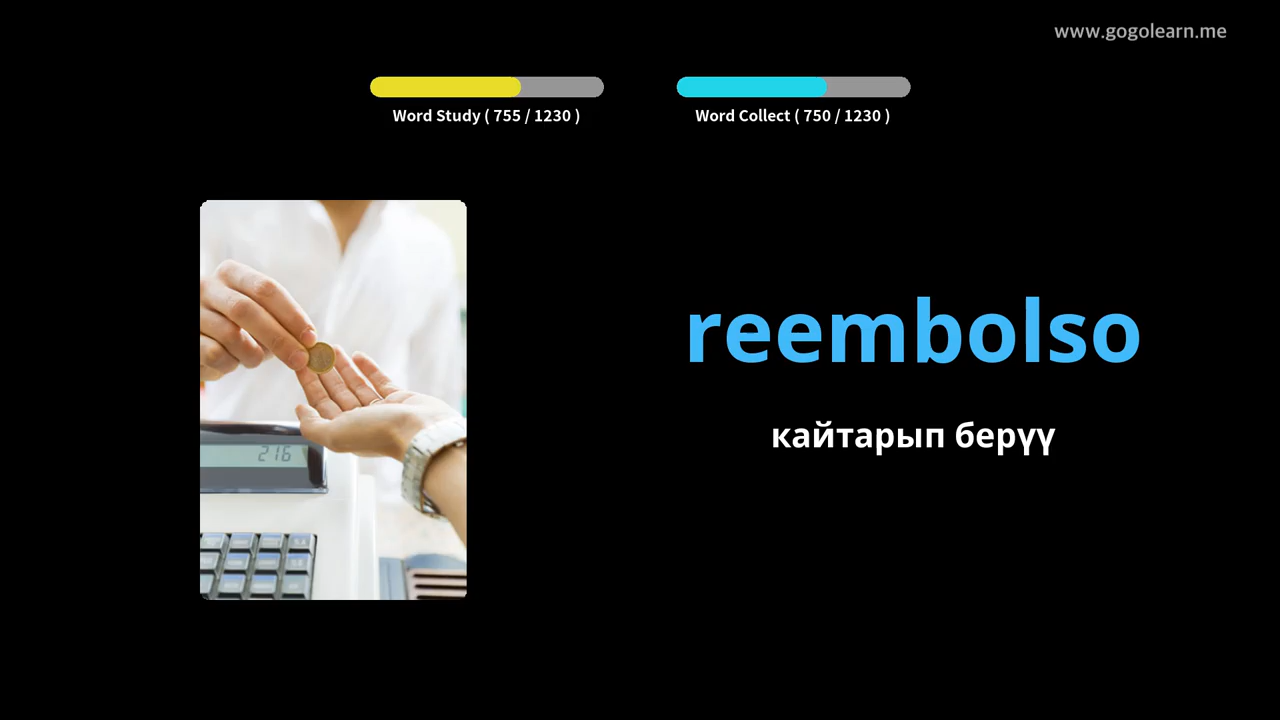 www.gogolearn.me
Word Study ( 755 / 1230 )
Word Collect ( 750 / 1230 )
216
reembolso
кайтарып берүү